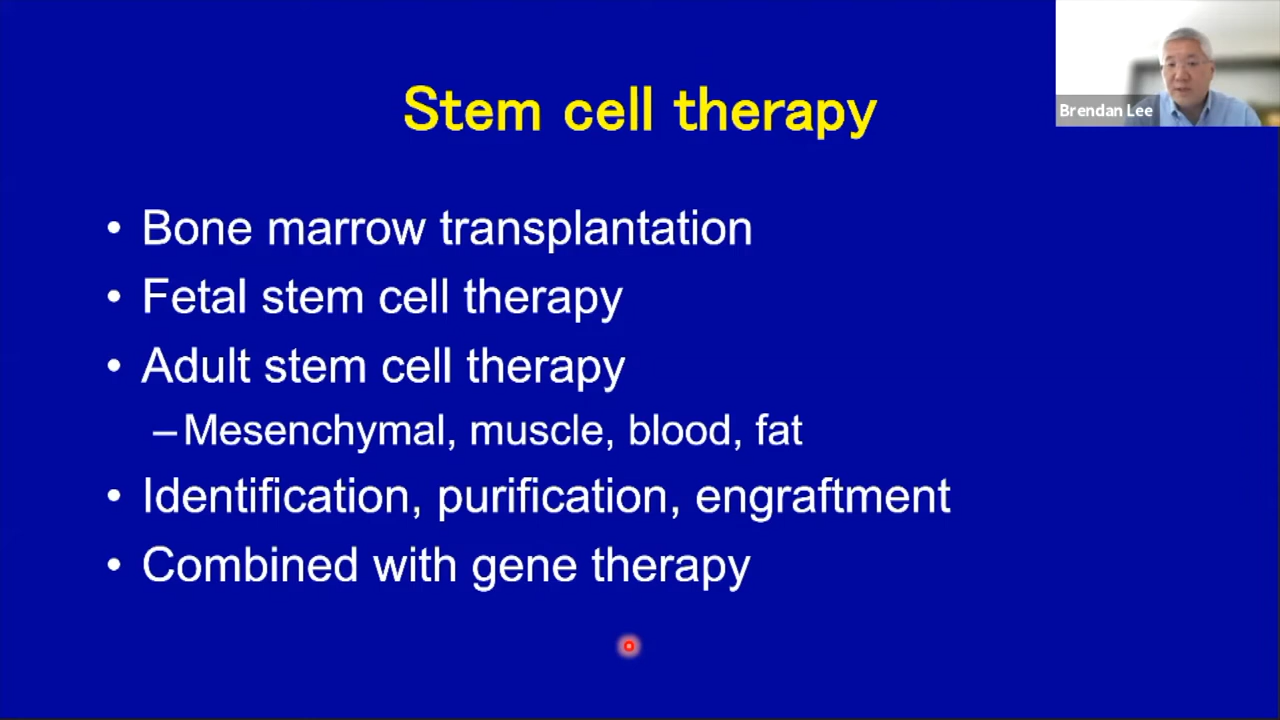 Stem cell therapy
Brendan Lee
• Bone marrow transplantation
• Fetal stem cell therapy
• Adult stem cell therapy
– Mesenchymal, muscle, blood, fat
• Identification, purification, engraftment
• Combined with gene therapy